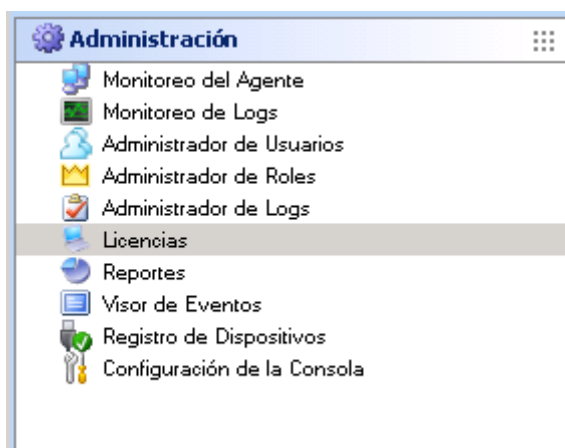 Administración
Monitoreo del Agente
Monitoreo de Logs
Administrador de Usuarios
Administrador de Roles
Administrador de Logs
Licencias
Reportes
Visor de Eventos
Registro de Dispositivos
Configuración de la Consola